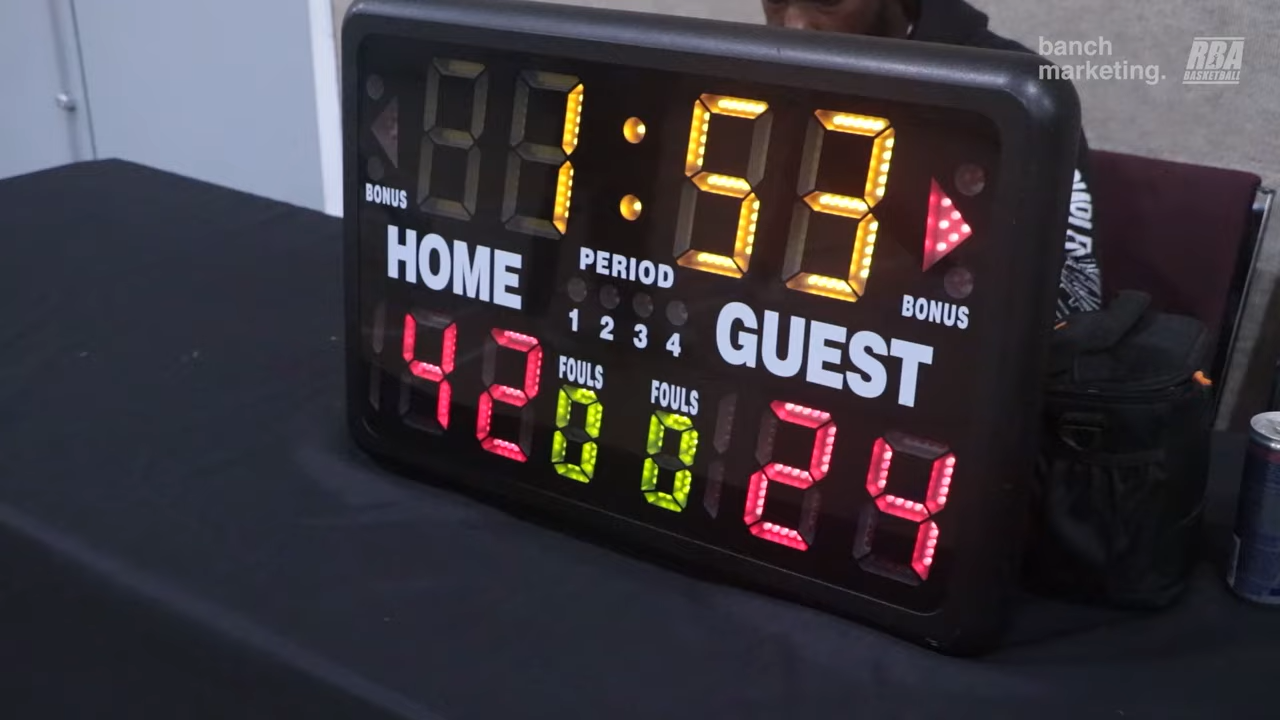 banch
marketing.
RBA
BASKETBALL
1:53
BONUS
HOME
PERIOD
1 2 3 4
GUEST
BONUS
42
FOULS
0
FOULS
0
24